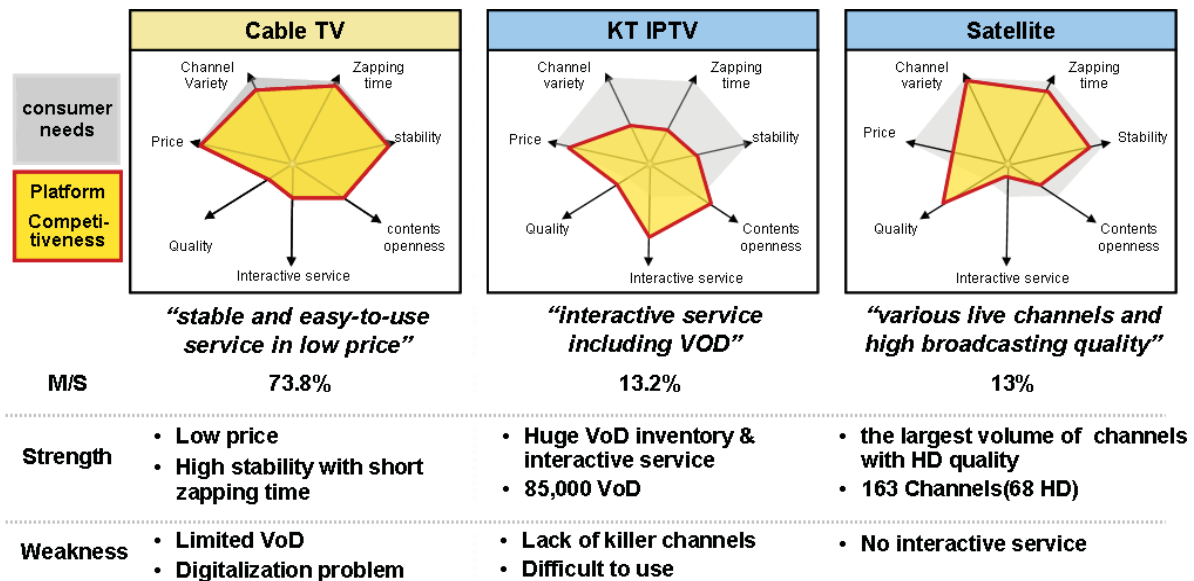 Cable TV
KT IPTV
Satellite
consumer
needs
Platform
Competi-
tiveness
Channel
Variety
Zapping
time
Price
stability
Quality
contents
openness
Interactive service
Channel
variety
Zapping
time
Price
stability
Quality
Contents
openness
Interactive service
Channel
variety
Zapping
time
Price
Stability
Quality
Contents
openness
Interactive service
“stable and easy-to-use
service in low price”
“interactive service
including VOD”
“various live channels and
high broadcasting quality”
M/S
73.8%
13.2%
13%
Strength
• Low price
• High stability with short
zapping time
• Huge VoD inventory &
interactive service
• 85,000 VoD
• the largest volume of channels
with HD quality
• 163 Channels(68 HD)
Weakness
• Limited VoD
• Digitalization problem
• Lack of killer channels
• Difficult to use
• No interactive service